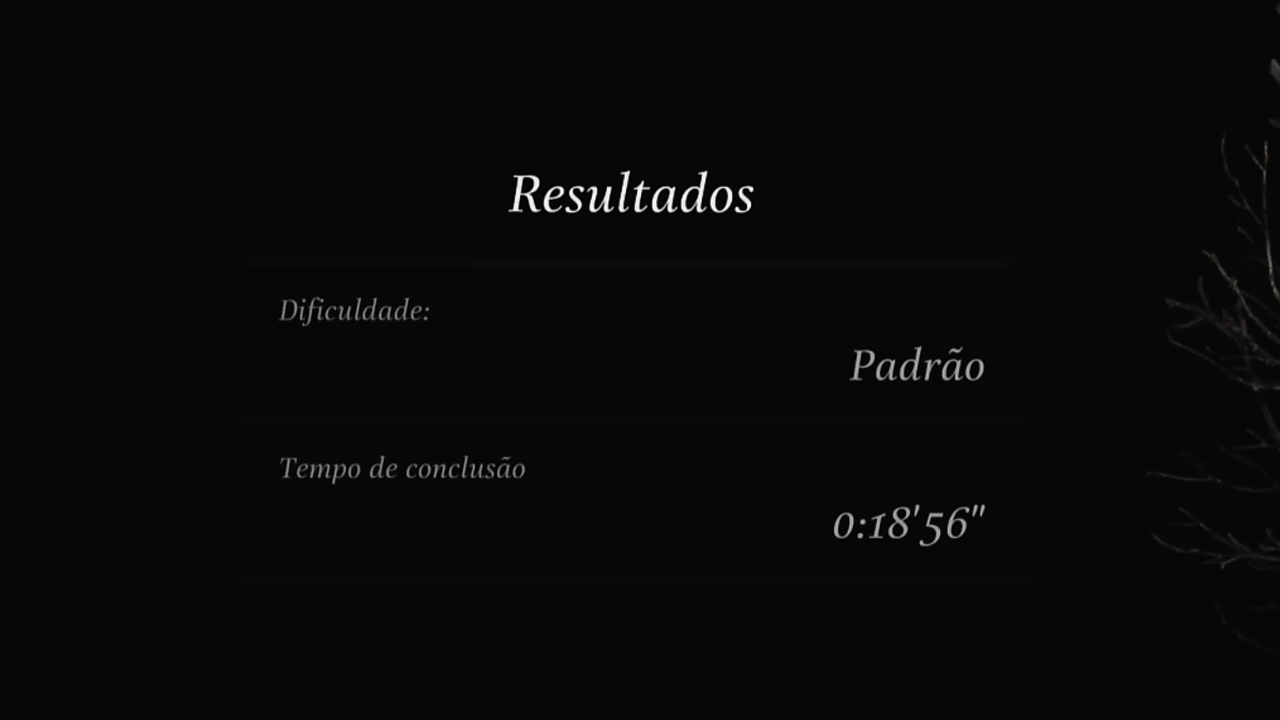 Resultados
Dificuldade:
Padrão
Tempo de conclusão
0:18'56"